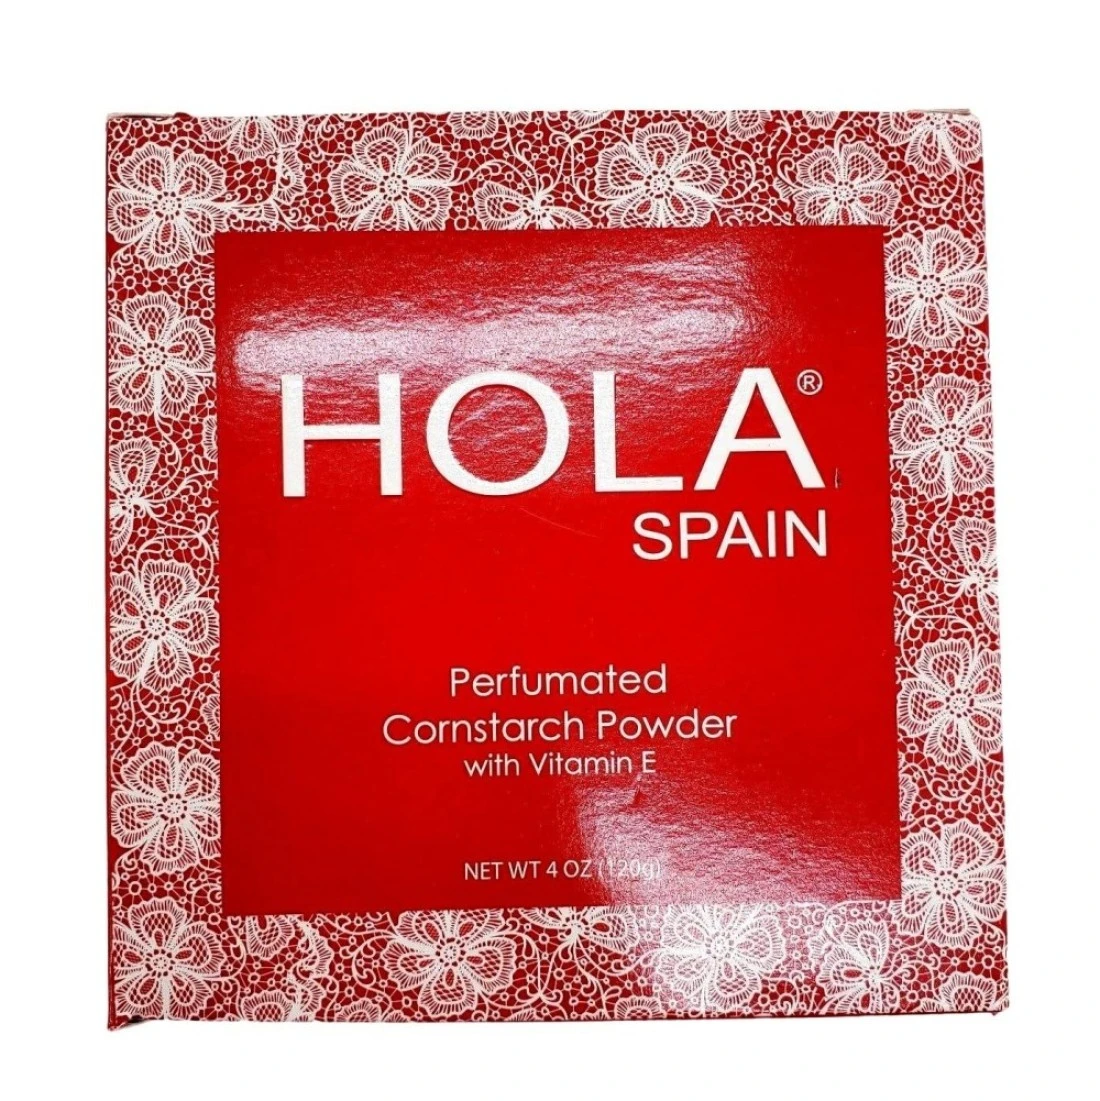 HOLA®
SPAIN
Perfumated
Cornstarch Powder
with Vitamin E
NET WT 4 OZ (120g)